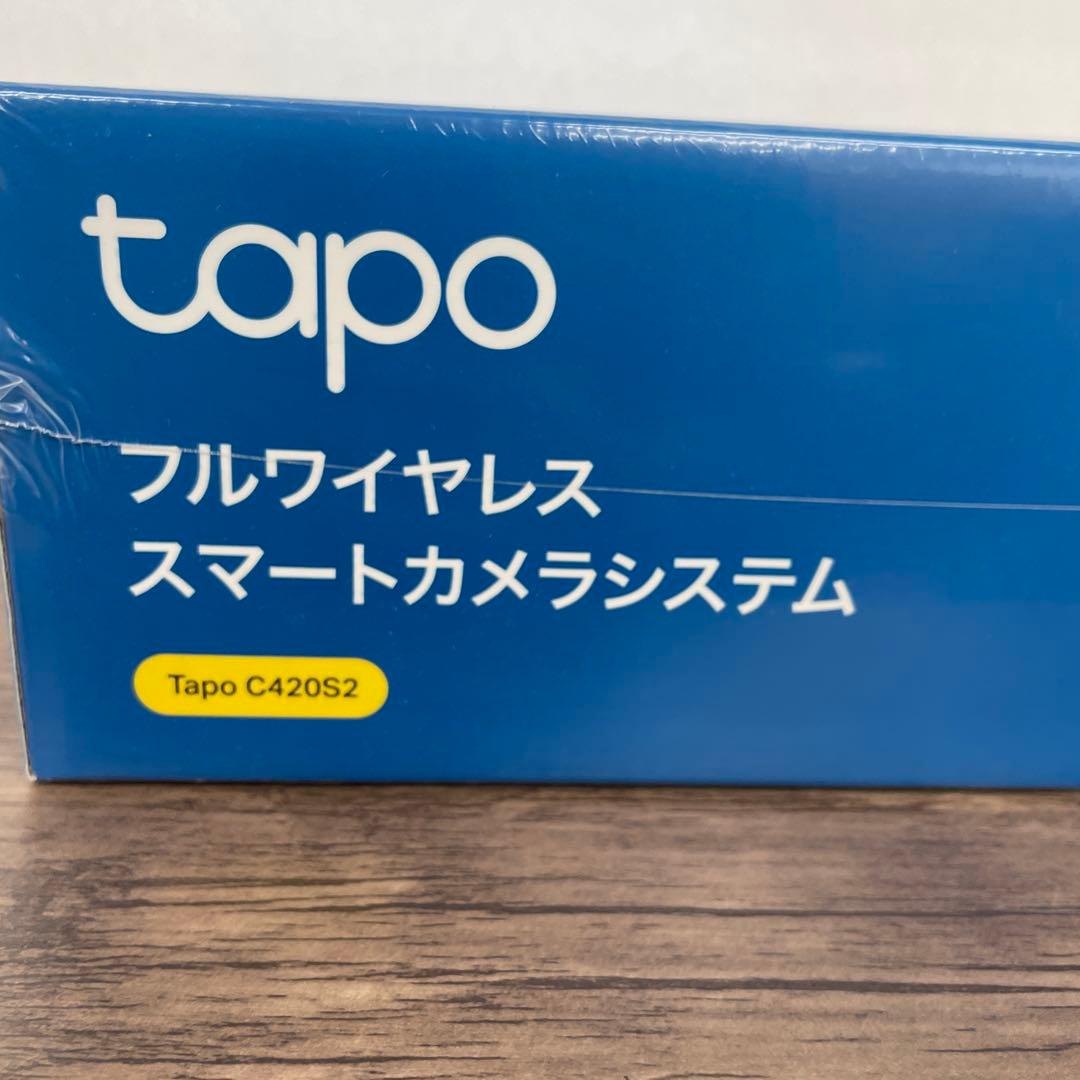 tapo
フルワイヤレス
スマートカメラシステム
Tapo C420S2